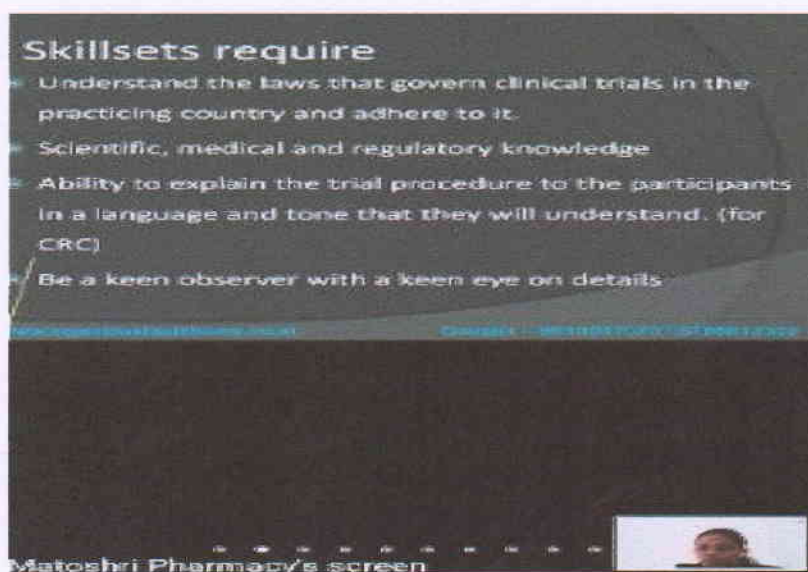 Skillsets require
Understand the laws that govern clinical trials in the
practicing country and adhere to it.
Scientific, medical and regulatory knowledge
Ability to explain the trial procedure to the participants
in a language and tone that they will understand. (for
CRC)
Be a keen observer with a keen eye on details
Matoshri Pharmacy's screen